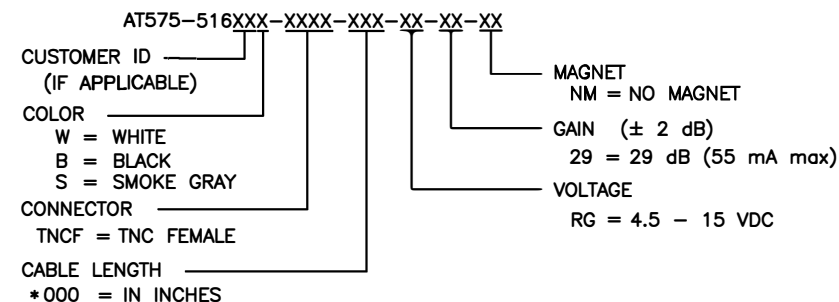 AT575-516XXX-XXXX-XXX-XX-XX-XX
CUSTOMER ID
(IF APPLICABLE)
COLOR
W = WHITE
B = BLACK
S = SMOKE GRAY
CONNECTOR
TNCF = TNC FEMALE
CABLE LENGTH
*000 = IN INCHES
MAGNET
NM = NO MAGNET
GAIN (± 2 dB)
29 = 29 dB (55 mA max)
VOLTAGE
RG = 4.5 – 15 VDC